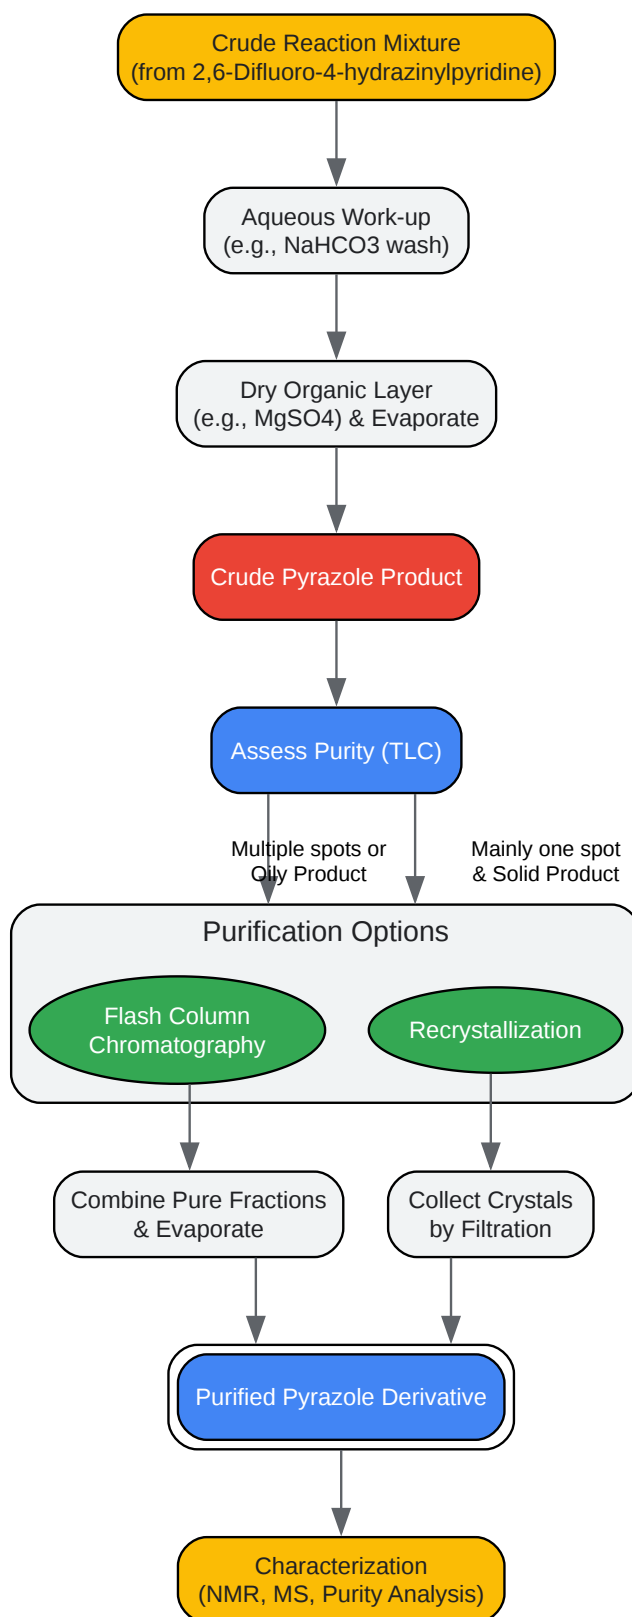 Crude Reaction Mixture
(from 2,6-Difluoro-4-hydrazinylpyridine)
Aqueous Work-up
(e.g., NaHCO3 wash)
Dry Organic Layer
(e.g., MgSO4) & Evaporate
Crude Pyrazole Product
Assess Purity (TLC)
Multiple spots or
Oily Product
Mainly one spot
& Solid Product
Purification Options
Flash Column
Chromatography
Recrystallization
Combine Pure Fractions
& Evaporate
Collect Crystals
by Filtration
Purified Pyrazole Derivative
Characterization
(NMR, MS, Purity Analysis)